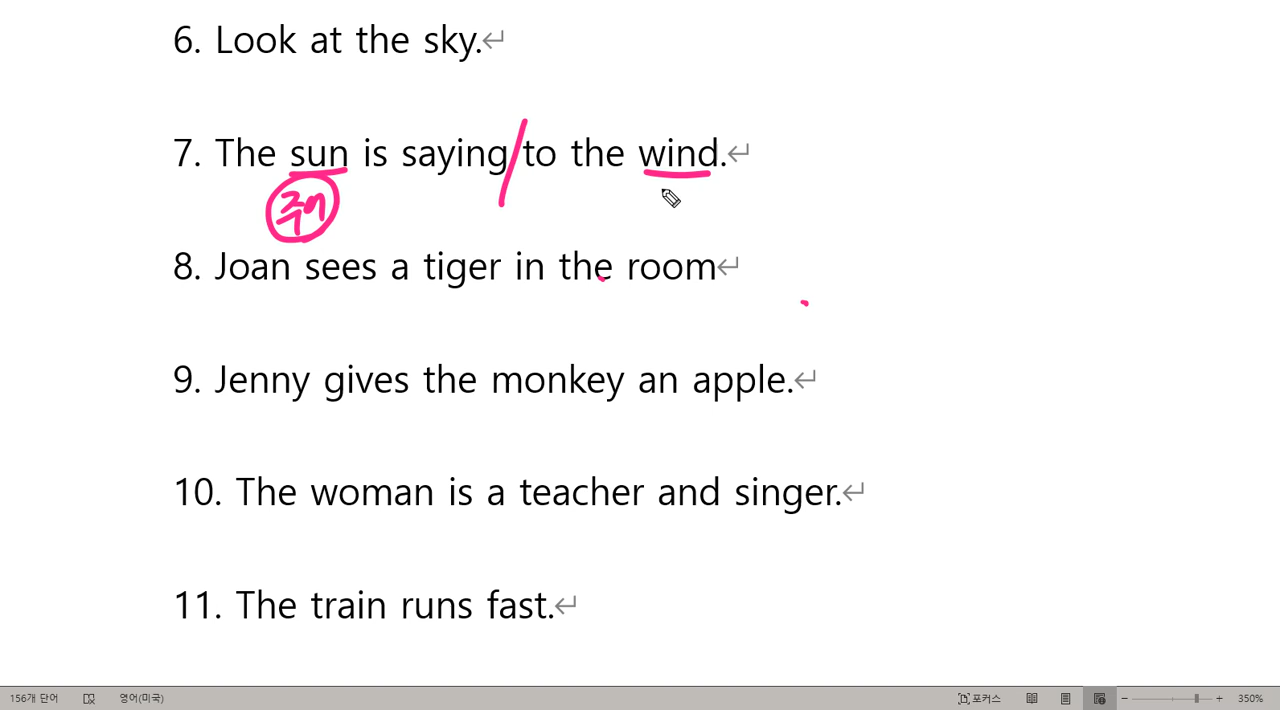 6. Look at the sky.
7. The sun is saying to the wind.
주어
8. Joan sees a tiger in the room
9. Jenny gives the monkey an apple.
10. The woman is a teacher and singer.
11. The train runs fast.
156개 단어 영어(미국) 포커스 350%